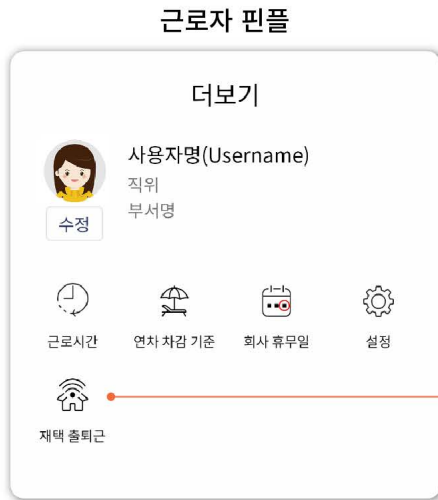 근로자 핀플
더보기
사용자명(Username)
직위
부서명
수정
근로시간 연차 차감 기준 회사 휴무일 설정
재택 출퇴근